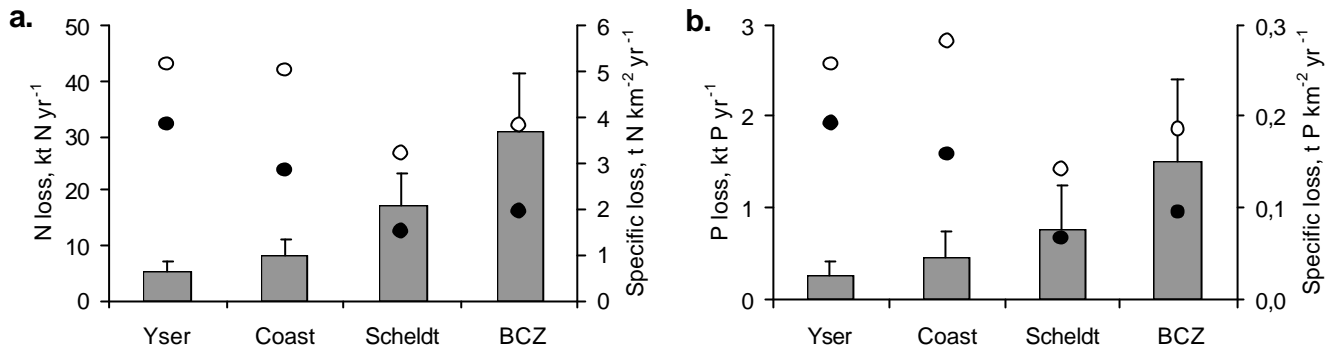 a.
N loss, kt N yr⁻¹
50
40
30
20
10
0
Specific loss, t N km⁻² yr⁻¹
6
5
4
3
2
1
0
Yser Coast Scheldt BCZ
b.
P loss, kt P yr⁻¹
3
2
1
0
Specific loss, t P km⁻² yr⁻¹
0,3
0,2
0,1
0,0
Yser Coast Scheldt BCZ